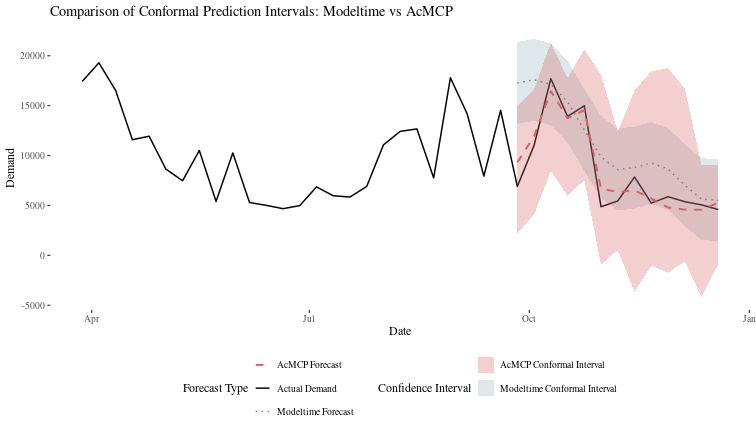 Comparison of Conformal Prediction Intervals: Modeltime vs AcMCP
Demand
20000
15000
10000
5000
0
-5000
Apr
Jul
Oct
Jan
Date
Forecast Type
AcMCP Forecast
Actual Demand
Modeltime Forecast
Confidence Interval
AcMCP Conformal Interval
Modeltime Conformal Interval